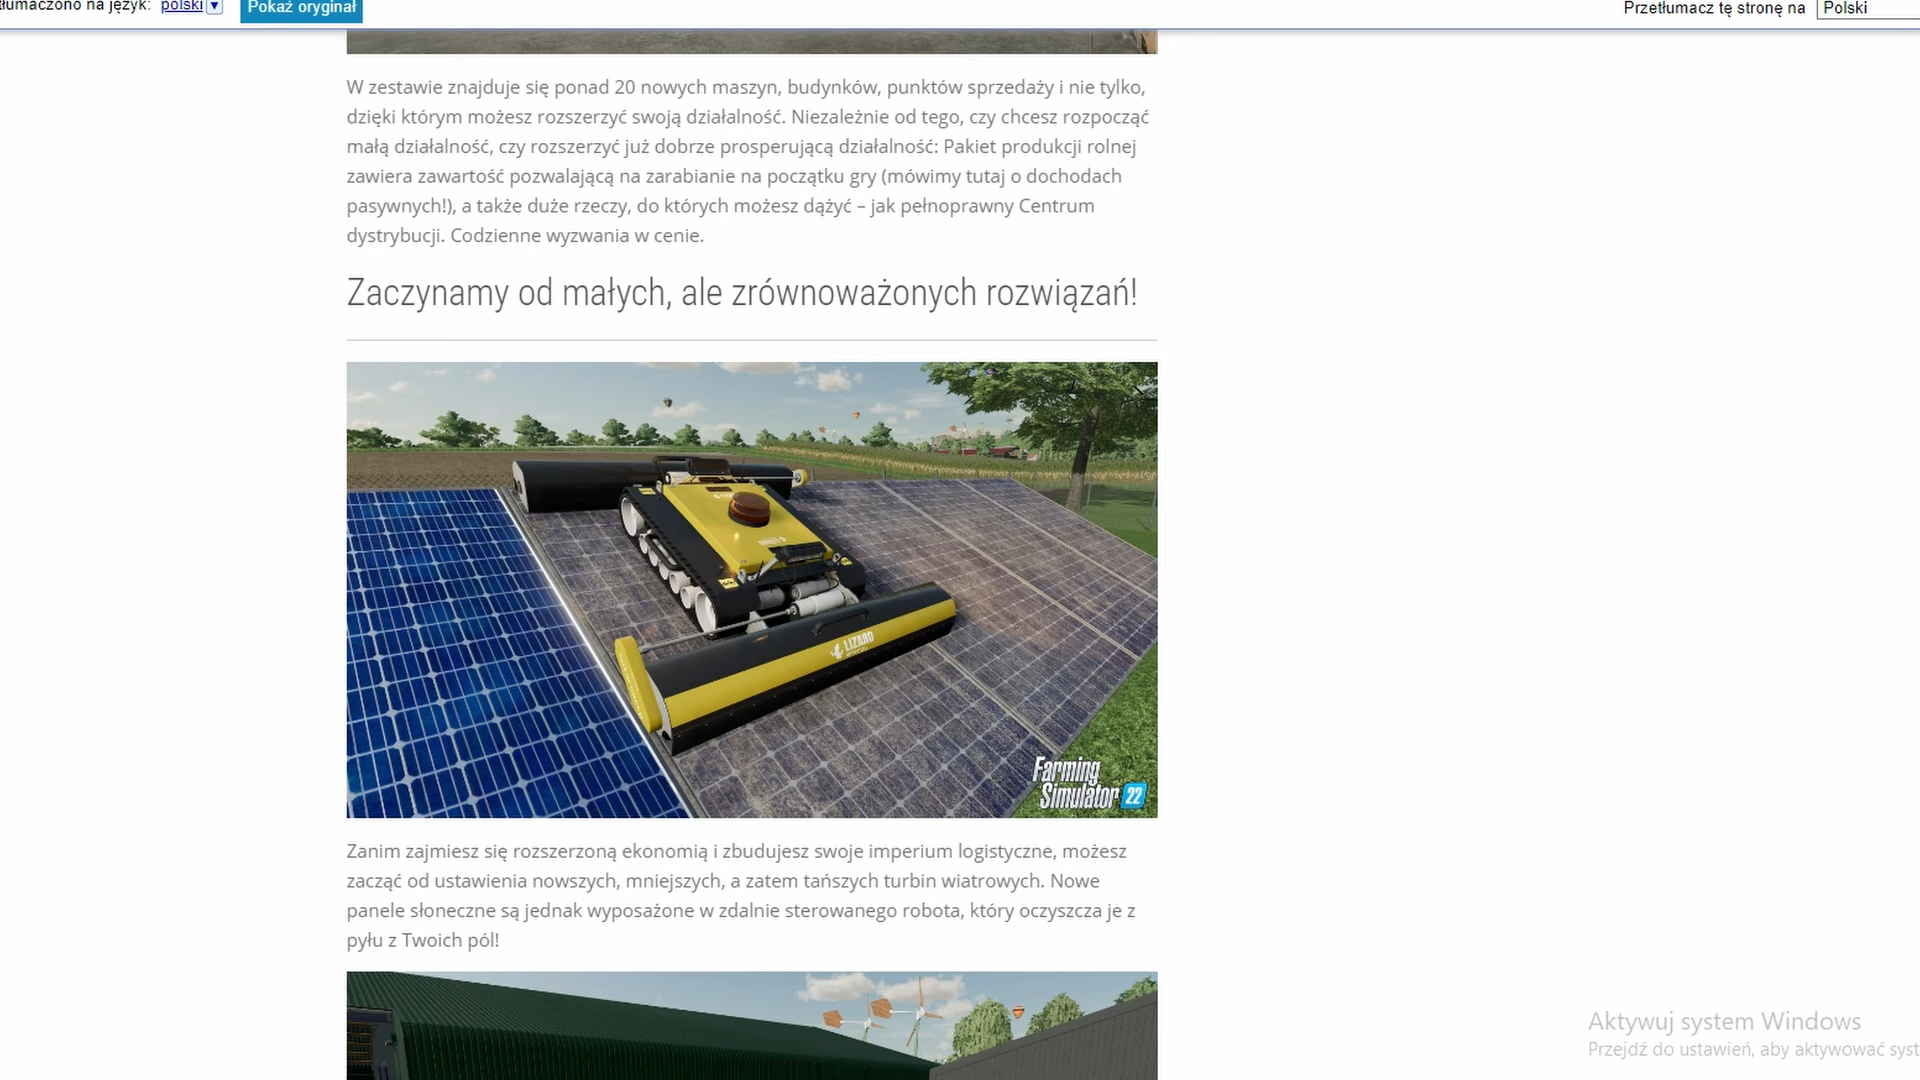 tłumaczono na język: polski
Pokaż oryginał
Przetłumacz tę stronę na Polski
W zestawie znajduje się ponad 20 nowych maszyn, budynków, punktów sprzedaży i nie tylko,
dzięki którym możesz rozszerzyć swoją działalność. Niezależnie od tego, czy chcesz rozpocząć
małą działalność, czy rozszerzyć już dobrze prosperującą działalność: Pakiet produkcji rolnej
zawiera zawartość pozwalającą na zarabianie na początku gry (mówimy tutaj o dochodach
pasywnych!), a także duże rzeczy, do których możesz dążyć – jak pełnoprawny Centrum
dystrybucji. Codzienne wyzwania w cenie.
Zaczynamy od małych, ale zrównoważonych rozwiązań!
LIZARD
Farming
Simulator 22
Zanim zajmiesz się rozszerzoną ekonomią i zbudujesz swoje imperium logistyczne, możesz
zacząć od ustawienia nowszych, mniejszych, a zatem tańszych turbin wiatrowych. Nowe
panele słoneczne są jednak wyposażone w zdalnie sterowanego robota, który oczyszcza je z
pyłu z Twoich pól!
Aktywuj system Windows
Przejdź do ustawień, aby aktywować syst